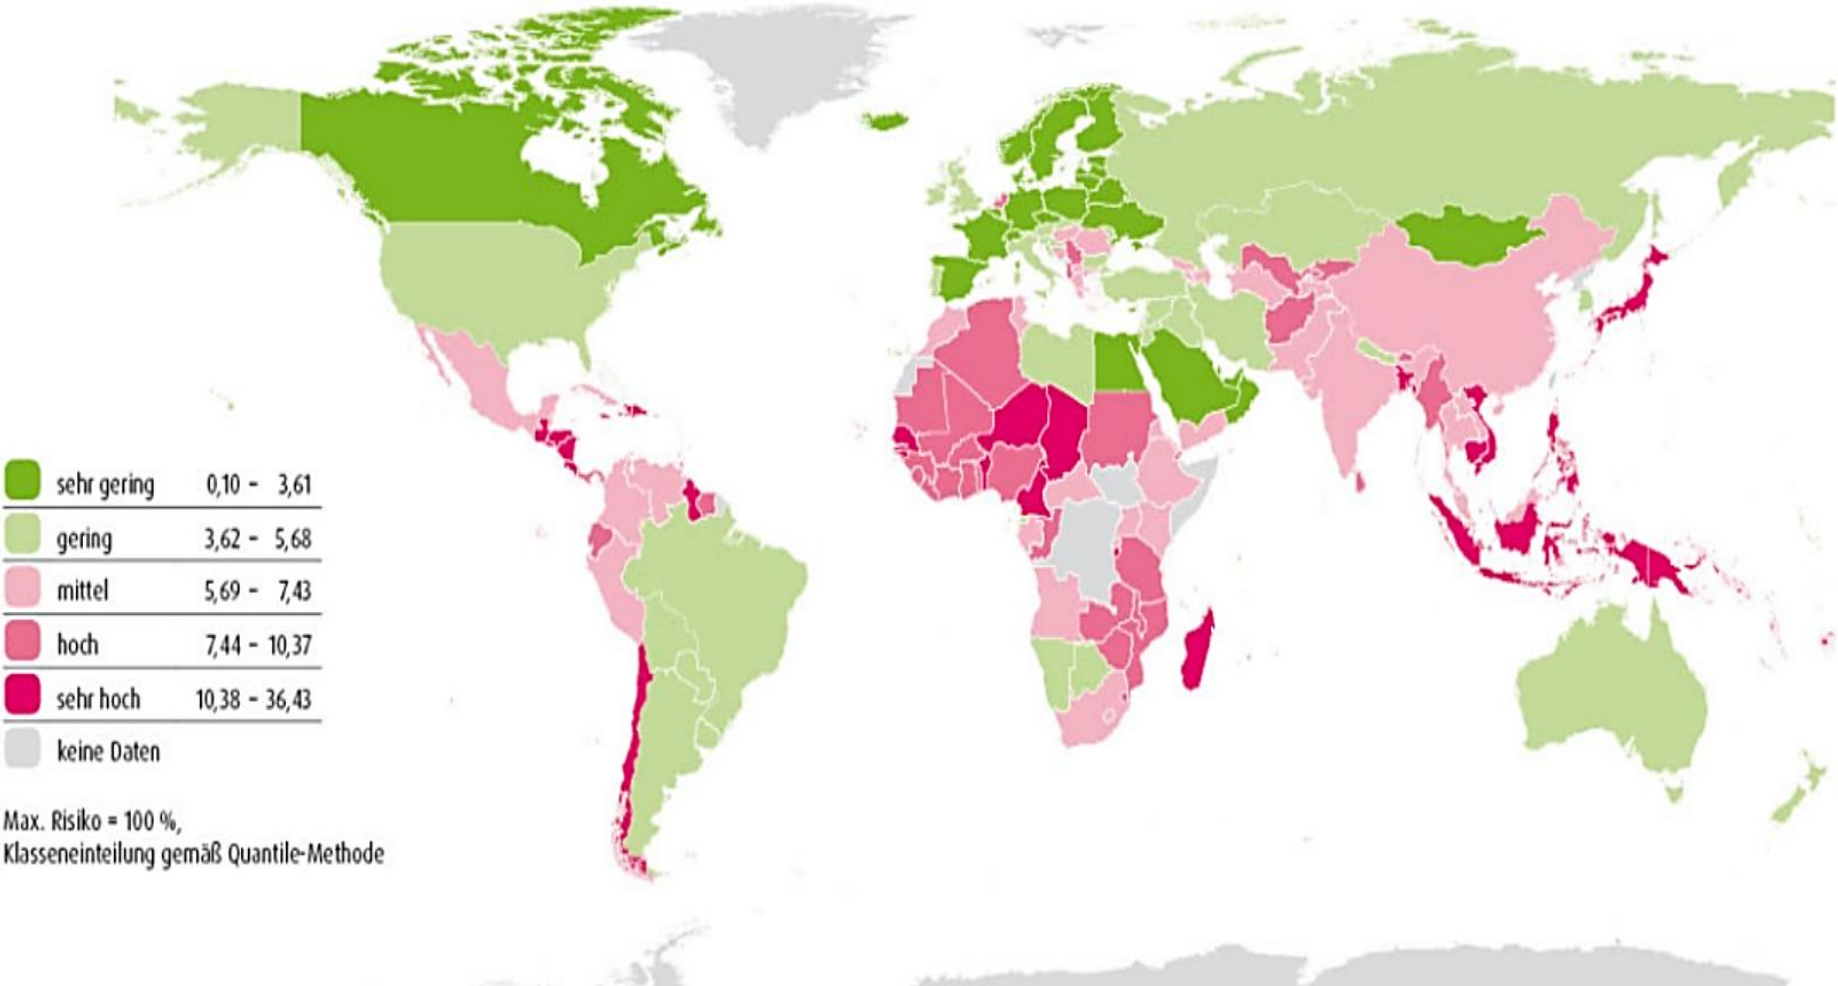 sehr gering 0,10 - 3,61
gering 3,62 - 5,68
mittel 5,69 - 7,43
hoch 7,44 - 10,37
sehr hoch 10,38 - 36,43
keine Daten
Max. Risiko = 100 %,
Klasseneinteilung gemäß Quantile-Methode